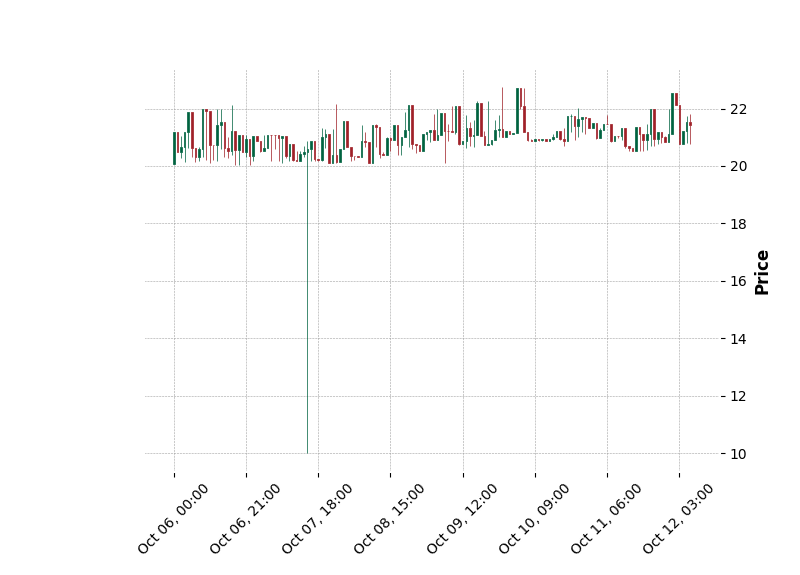 22
20
18
16
14
12
10
Price
Oct 06, 00:00
Oct 06, 21:00
Oct 07, 18:00
Oct 08, 15:00
Oct 09, 12:00
Oct 10, 09:00
Oct 11, 06:00
Oct 12, 03:00